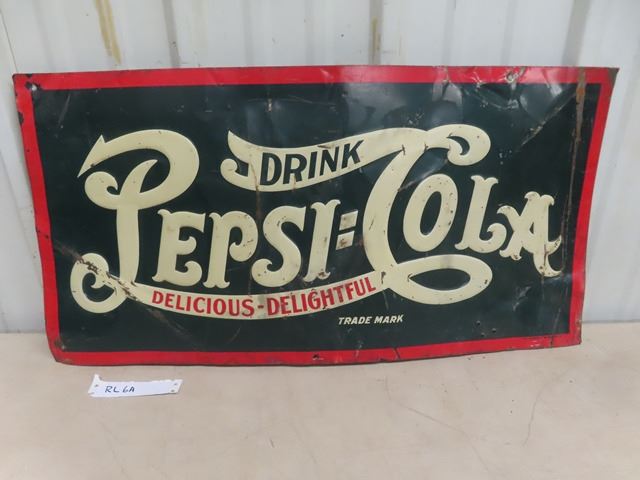 DRINK
PEPSI=COLA
DELICIOUS-DELIGHTFUL
TRADE MARK
RL6A